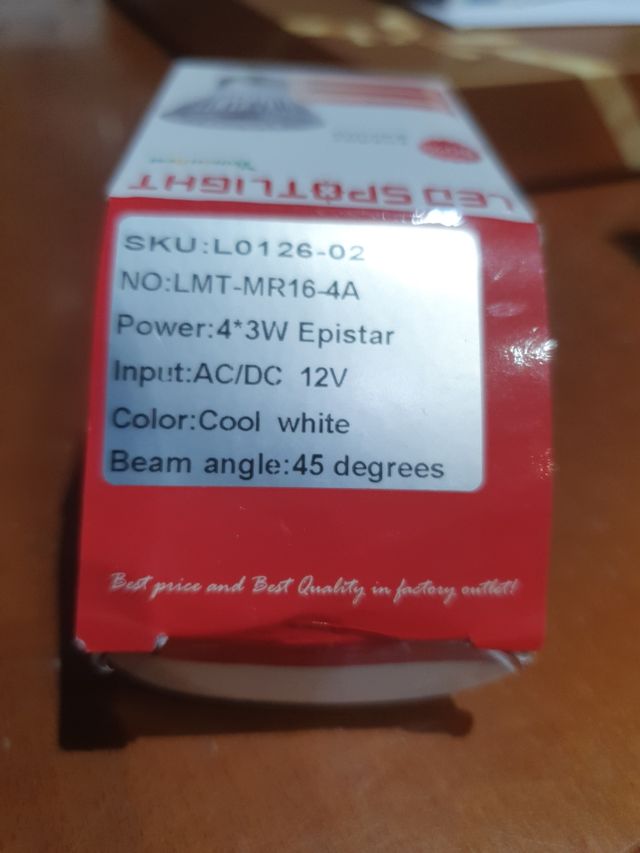 LED SPOTLIGHT
SKU:L0126-02
NO:LMT-MR16-4A
Power:4*3W Epistar
Input:AC/DC 12V
Color:Cool white
Beam angle:45 degrees
Best price and Best Quality in factory outlet!